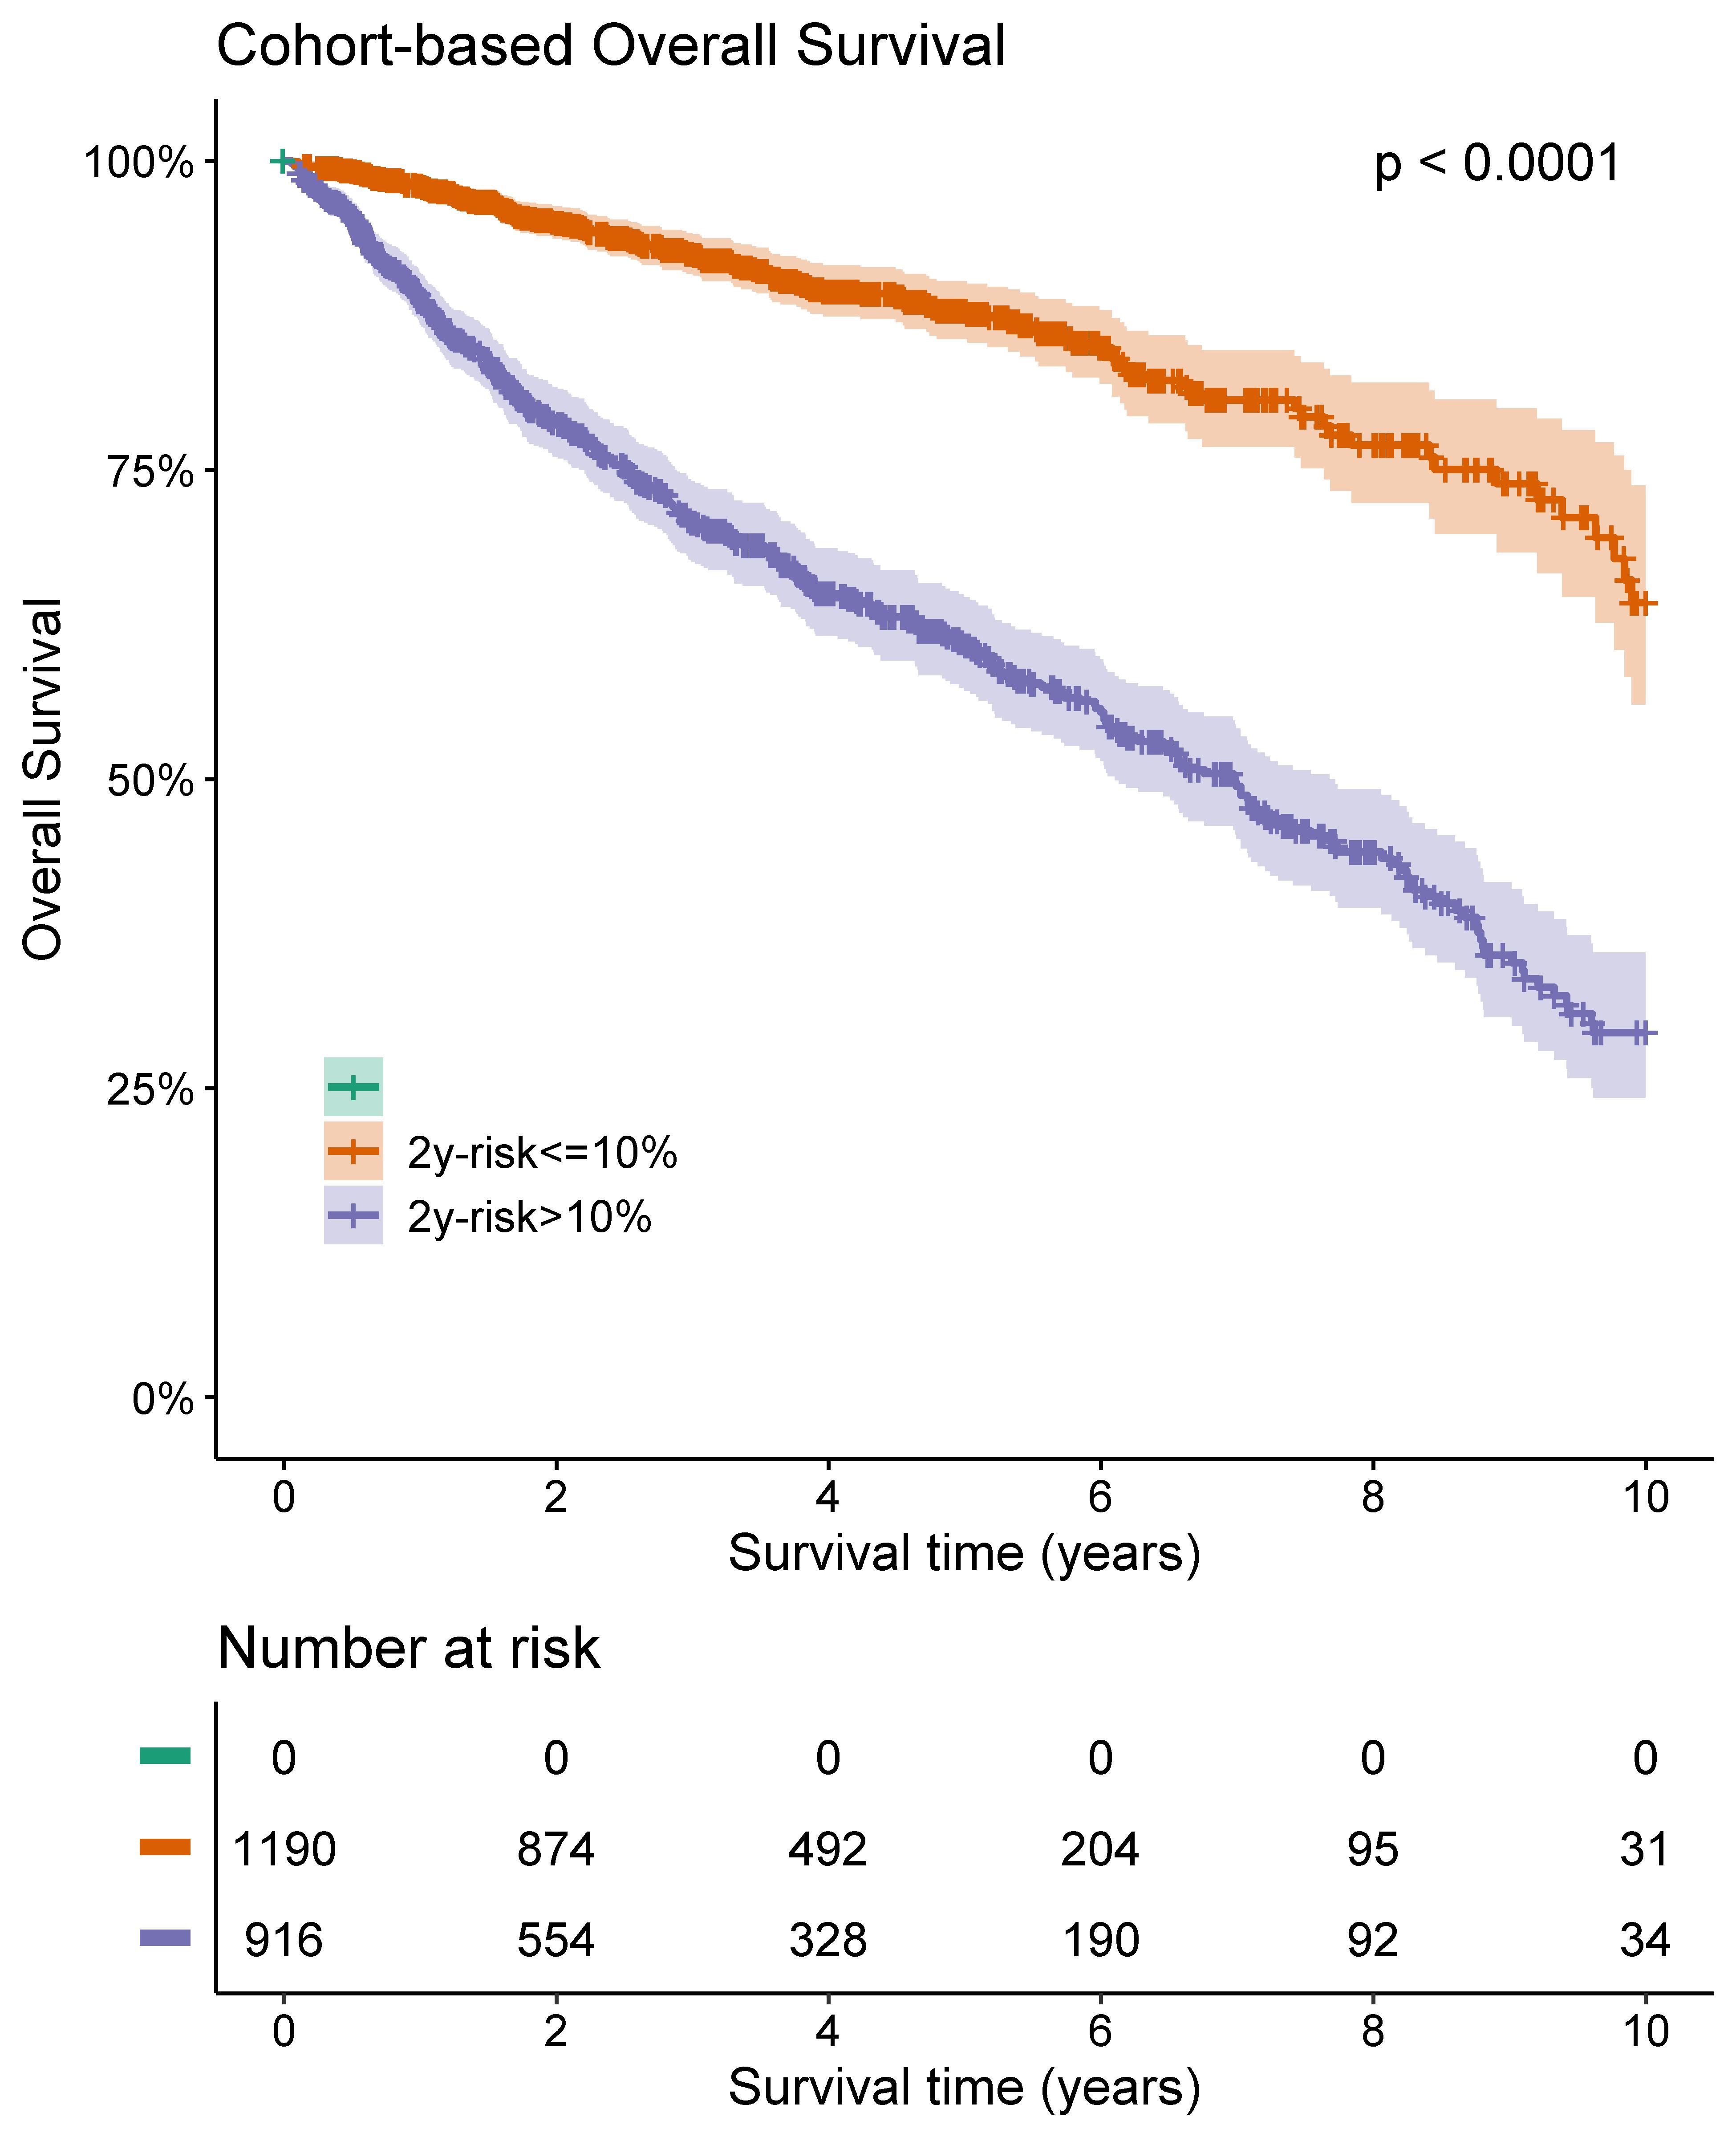 Cohort-based Overall Survival
p < 0.0001
100%
75%
50%
25%
0%
Overall Survival
2y-risk<=10%
2y-risk>10%
0 2 4 6 8 10
Survival time (years)
Number at risk
0 0 0 0 0 0
1190 874 492 204 95 31
916 554 328 190 92 34
0 2 4 6 8 10
Survival time (years)